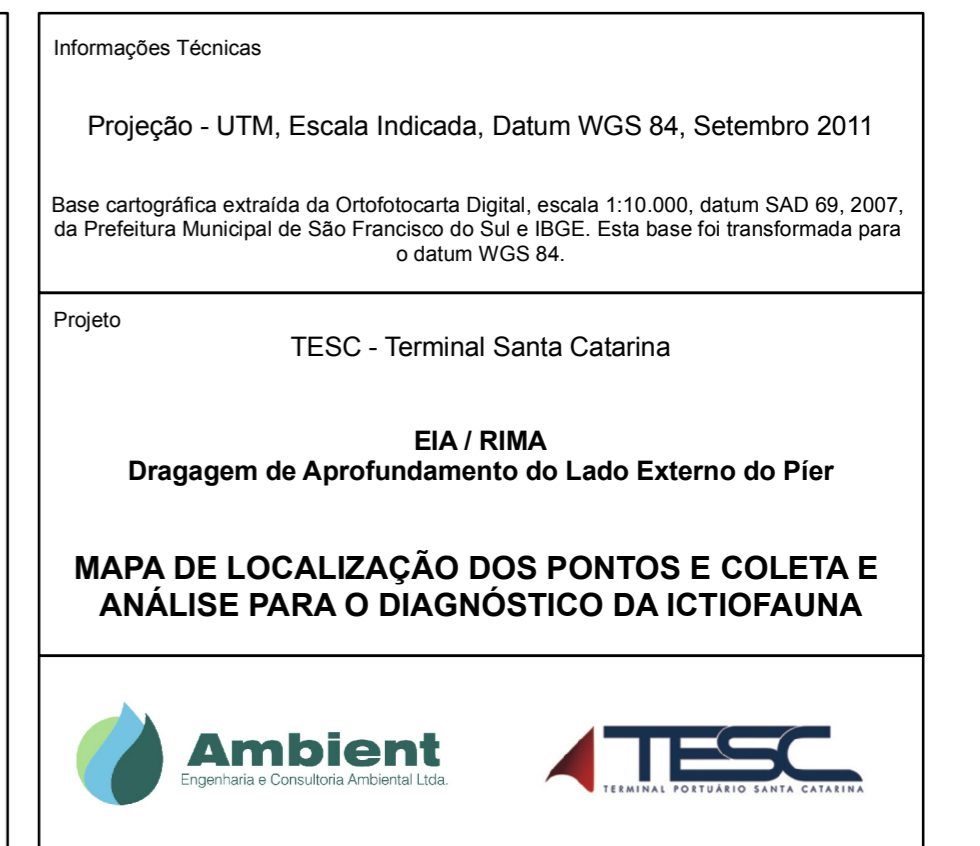 Informações Técnicas
Projeção - UTM, Escala Indicada, Datum WGS 84, Setembro 2011
Base cartográfica extraída da Ortofotocarta Digital, escala 1:10.000, datum SAD 69, 2007,
da Prefeitura Municipal de São Francisco do Sul e IBGE. Esta base foi transformada para
o datum WGS 84.
Projeto
TESC - Terminal Santa Catarina
EIA / RIMA
Dragagem de Aprofundamento do Lado Externo do Píer
MAPA DE LOCALIZAÇÃO DOS PONTOS E COLETA E
ANÁLISE PARA O DIAGNÓSTICO DA ICTIOFAUNA
Ambient
Engenharia e Consultoria Ambiental Ltda.
TESC
TERMINAL PORTUÁRIO SANTA CATARINA